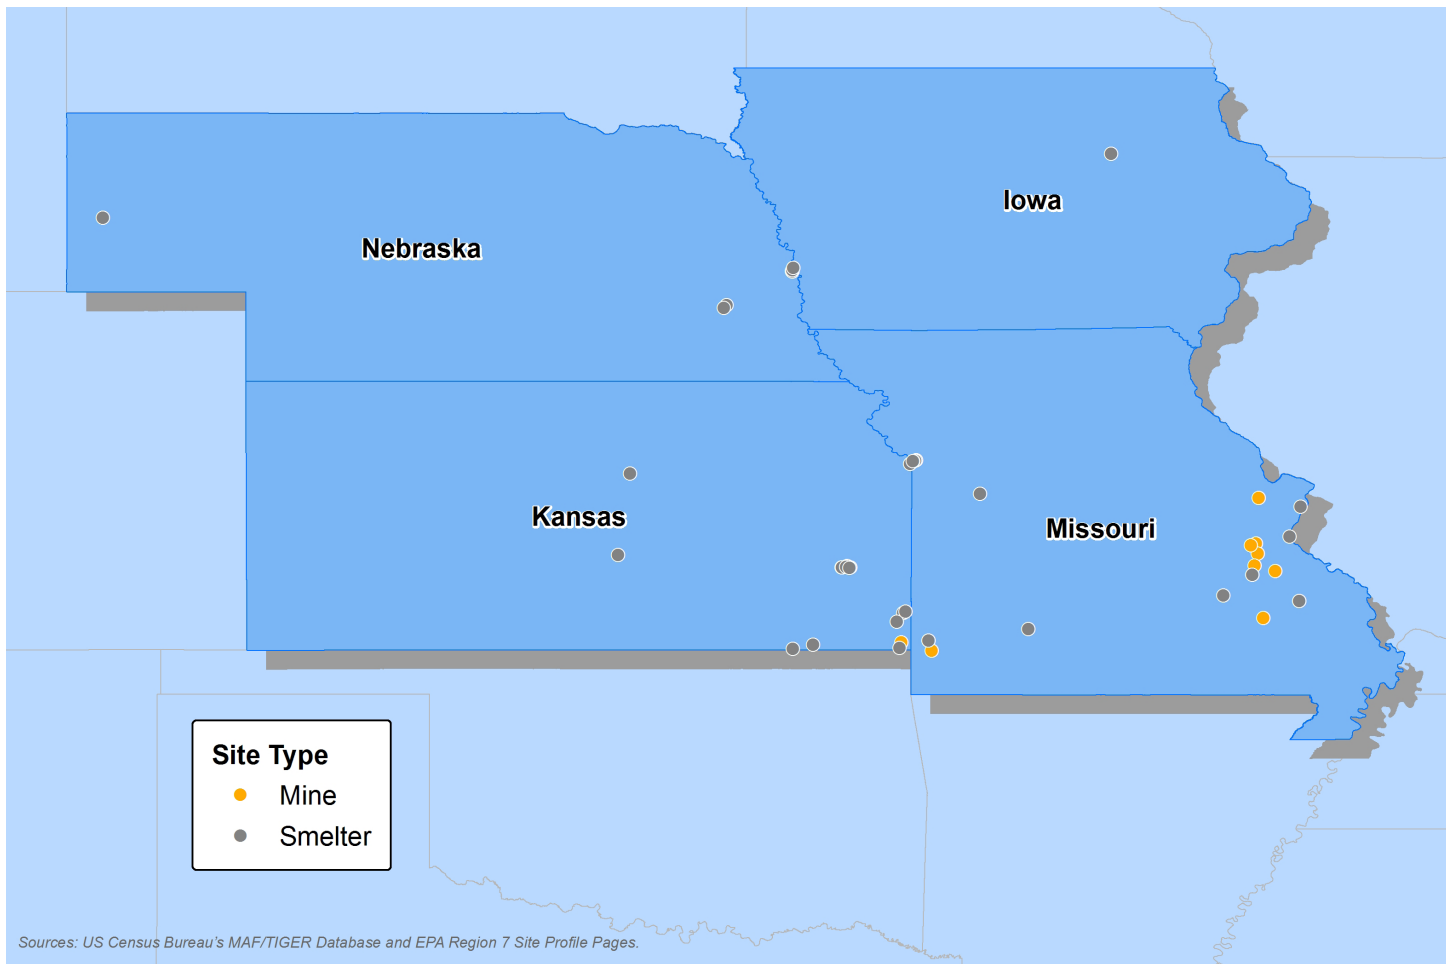 Iowa
Nebraska
Kansas
Missouri
Site Type
Mine
Smelter
Sources: US Census Bureau's MAF/TIGER Database and EPA Region 7 Site Profile Pages.